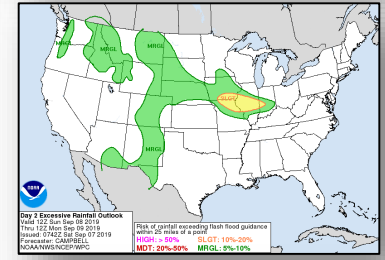 MRGL
MRGL
MRGL
SLGT
MRGL
noaa
Day 2 Excessive Rainfall Outlook
Valid 12Z Sun Sep 08 2019
Thru 12Z Mon Sep 09 2019
Issued: 0742Z Sat Sep 07 2019
Forecaster: CAMPBELL
NOAA/NWS/NCEP/WPC
Risk of rainfall exceeding flash flood guidance
within 25 miles of a point
HIGH: > 50% SLGT: 10%-20%
MDT: 20%-50% MRGL: 5%-10%